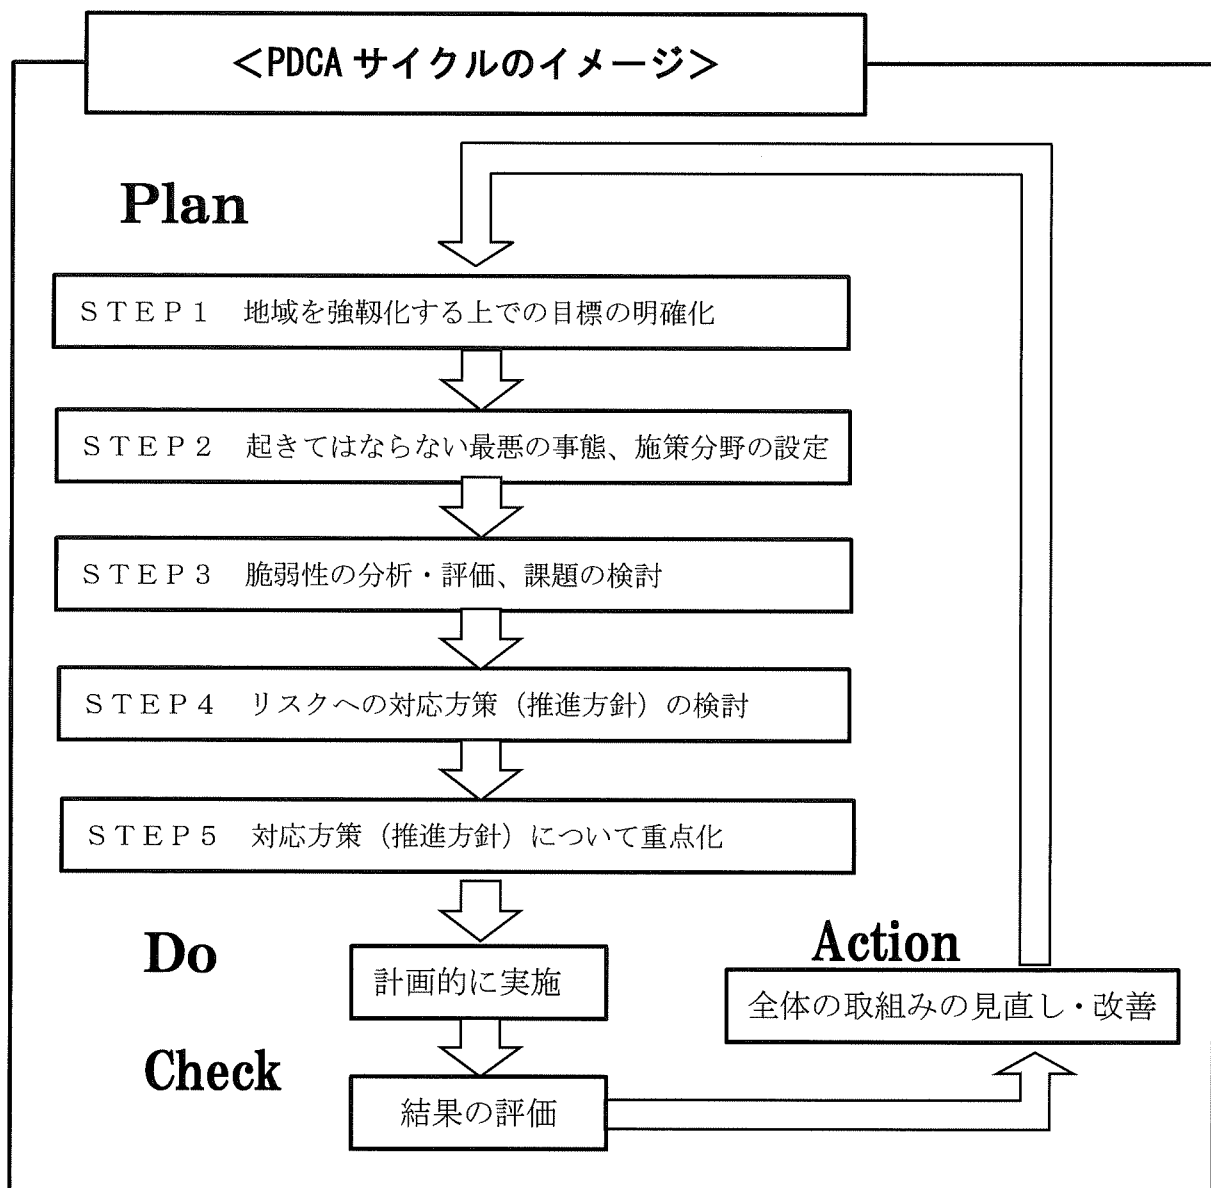 ＜PDCA サイクルのイメージ＞
Plan
ＳＴＥＰ１　地域を強靱化する上での目標の明確化
ＳＴＥＰ２　起きてはならない最悪の事態、施策分野の設定
ＳＴＥＰ３　脆弱性の分析・評価、課題の検討
ＳＴＥＰ４　リスクへの対応方策（推進方針）の検討
ＳＴＥＰ５　対応方策（推進方針）について重点化
Do
計画的に実施
Action
全体の取組みの見直し・改善
Check
結果の評価